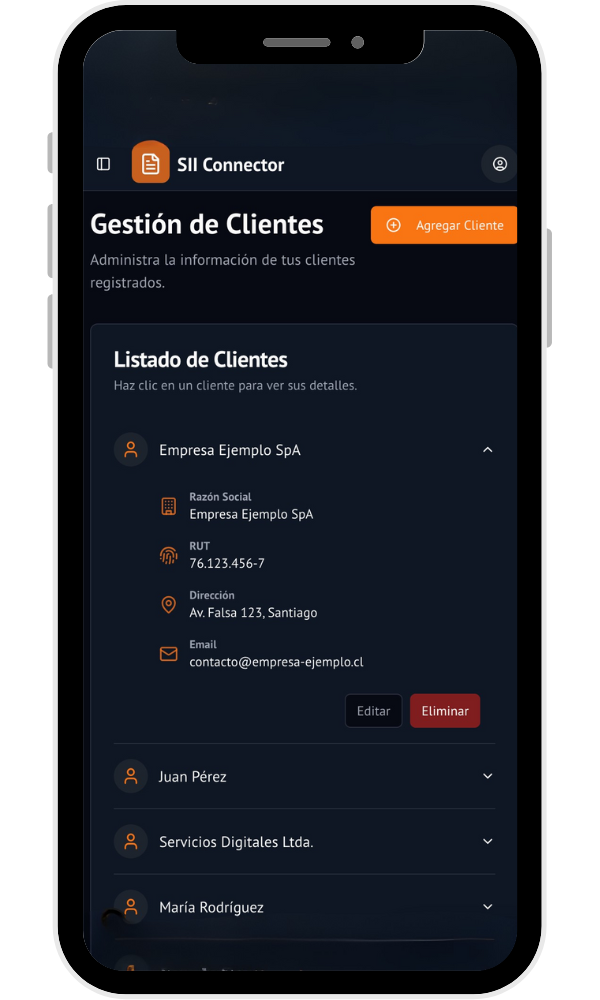 SII Connector
Gestión de Clientes
Agregar Cliente
Administra la información de tus clientes
registrados.
Listado de Clientes
Haz clic en un cliente para ver sus detalles.
Empresa Ejemplo SpA
Razón Social
Empresa Ejemplo SpA
RUT
76.123.456-7
Dirección
Av. Falsa 123, Santiago
Email
contacto@empresa-ejemplo.cl
Editar
Eliminar
Juan Pérez
Servicios Digitales Ltda.
María Rodríguez